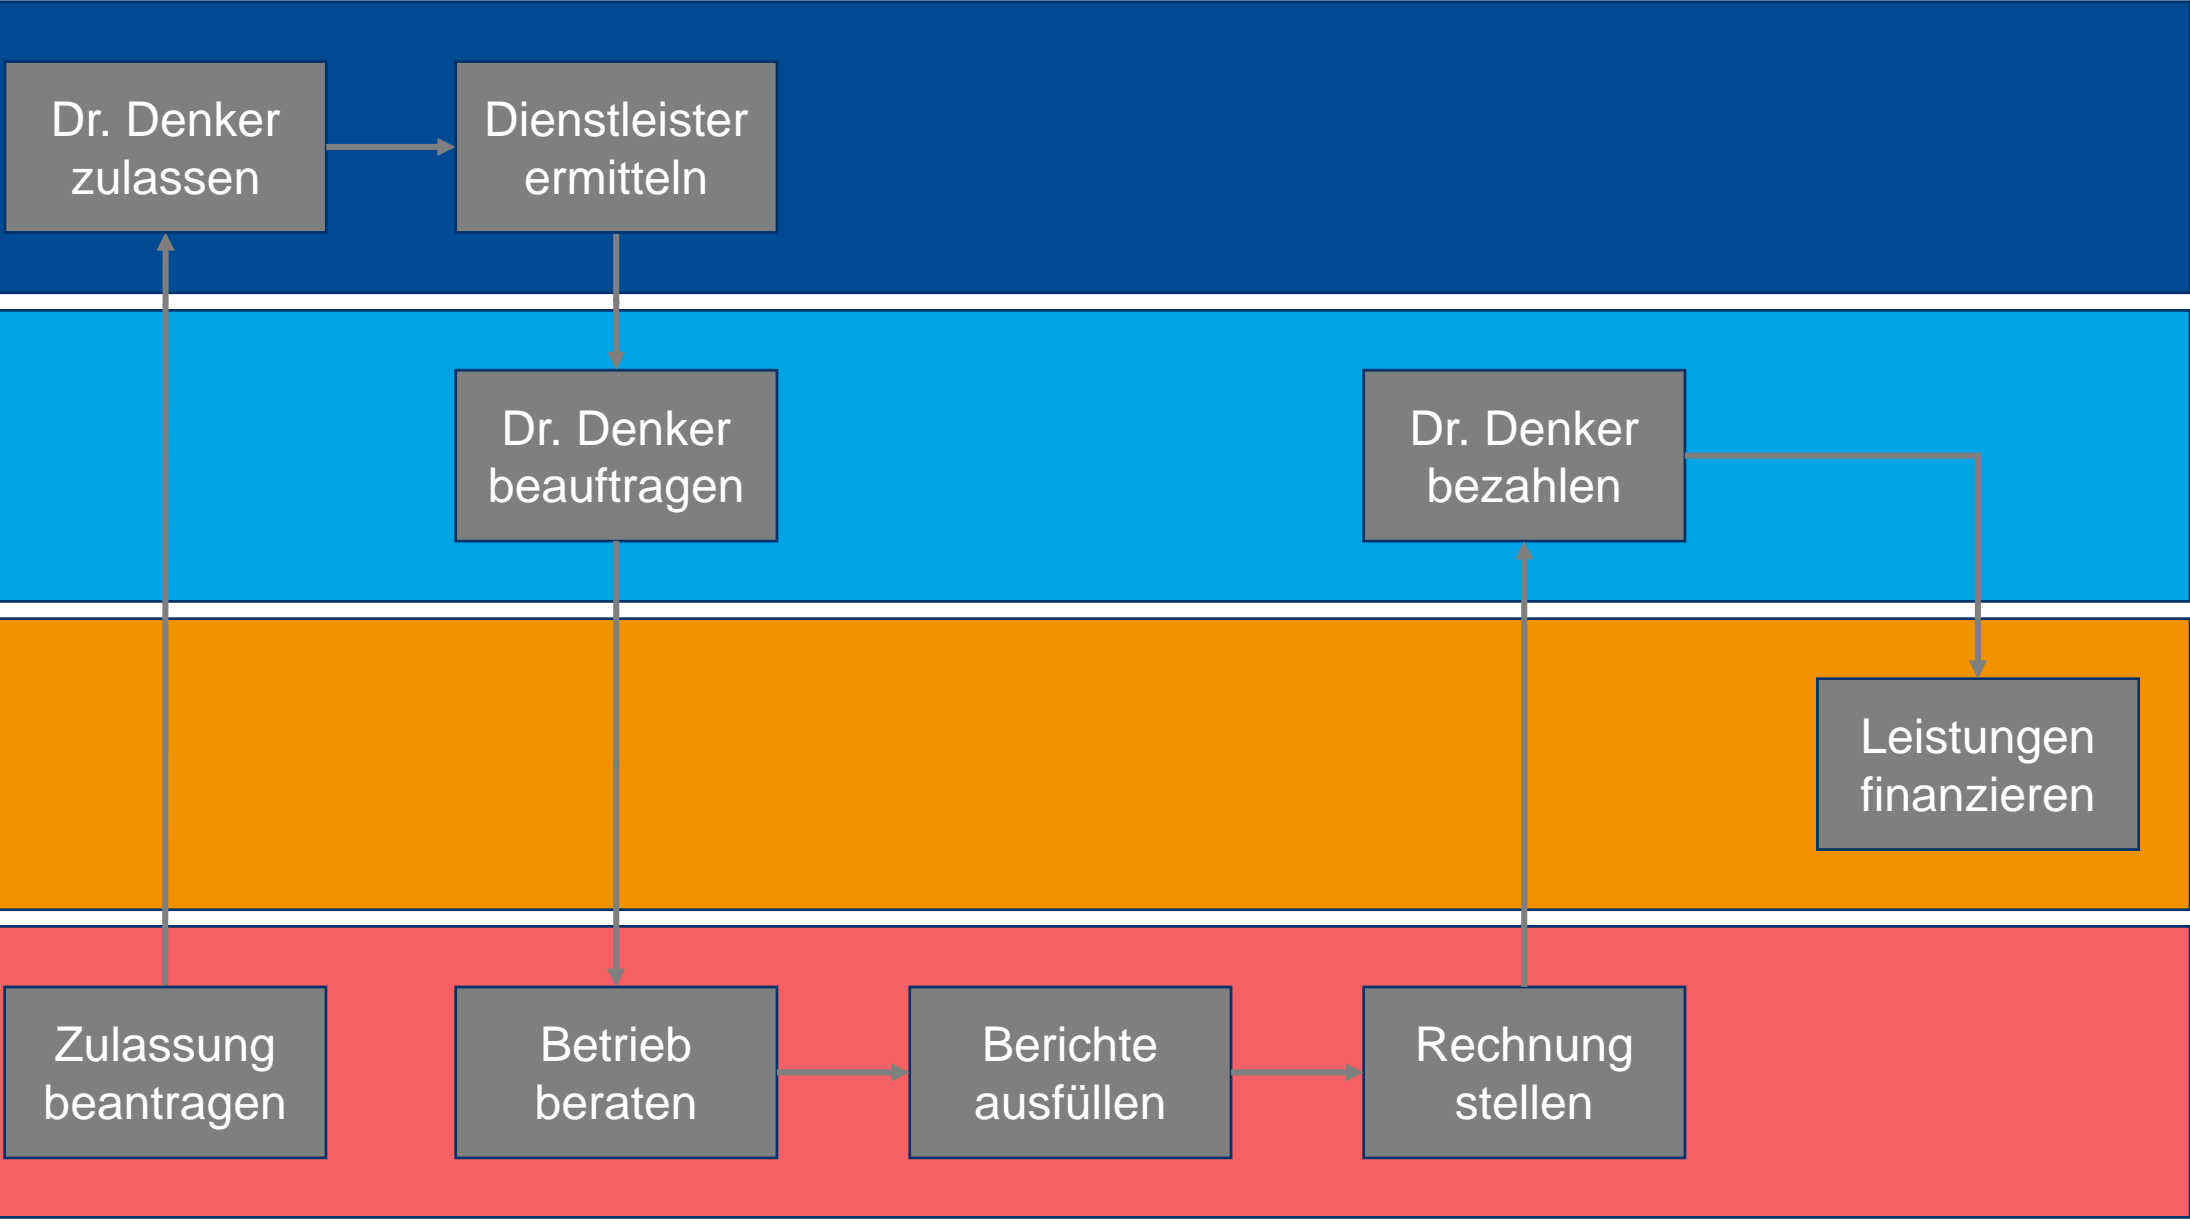 Dr. Denker
zulassen
Dienstleister
ermitteln
Dr. Denker
beauftragen
Dr. Denker
bezahlen
Leistungen
finanzieren
Zulassung
beantragen
Betrieb
beraten
Berichte
ausfüllen
Rechnung
stellen